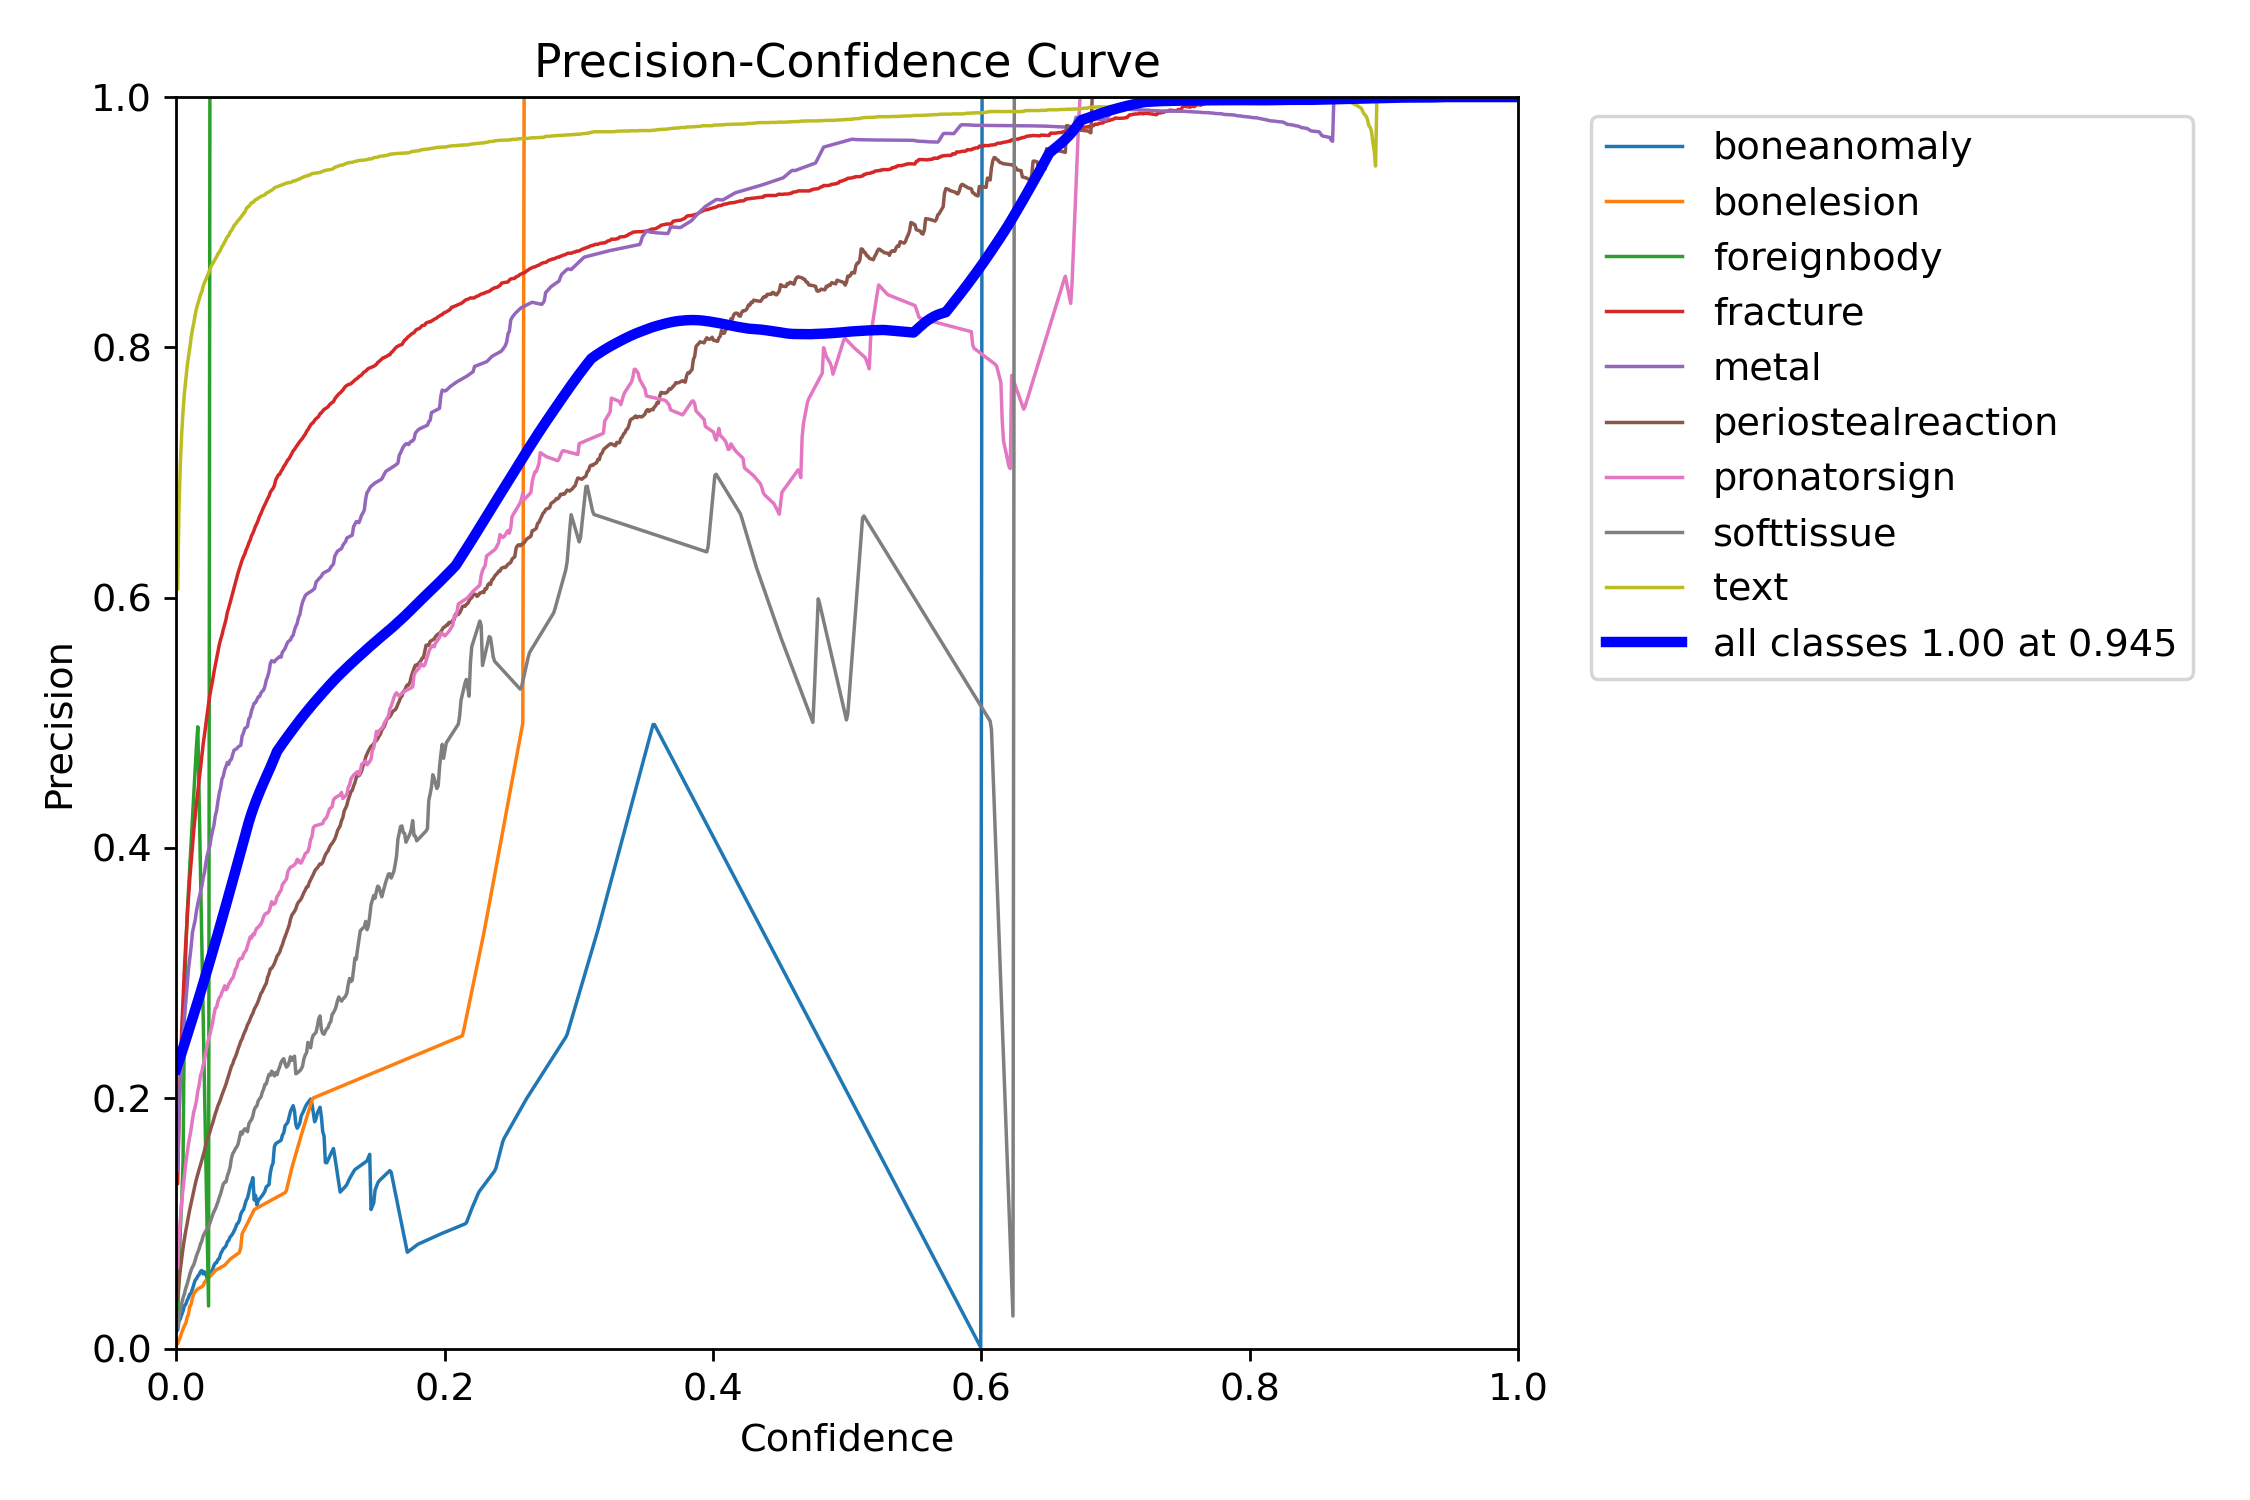 Precision-Confidence Curve
1.0
0.8
0.6
0.4
0.2
0.0
Precision
0.0 0.2 0.4 0.6 0.8 1.0
Confidence
boneanomaly
bonelesion
foreignbody
fracture
metal
periostealreaction
pronatorsign
softtissue
text
all classes 1.00 at 0.945